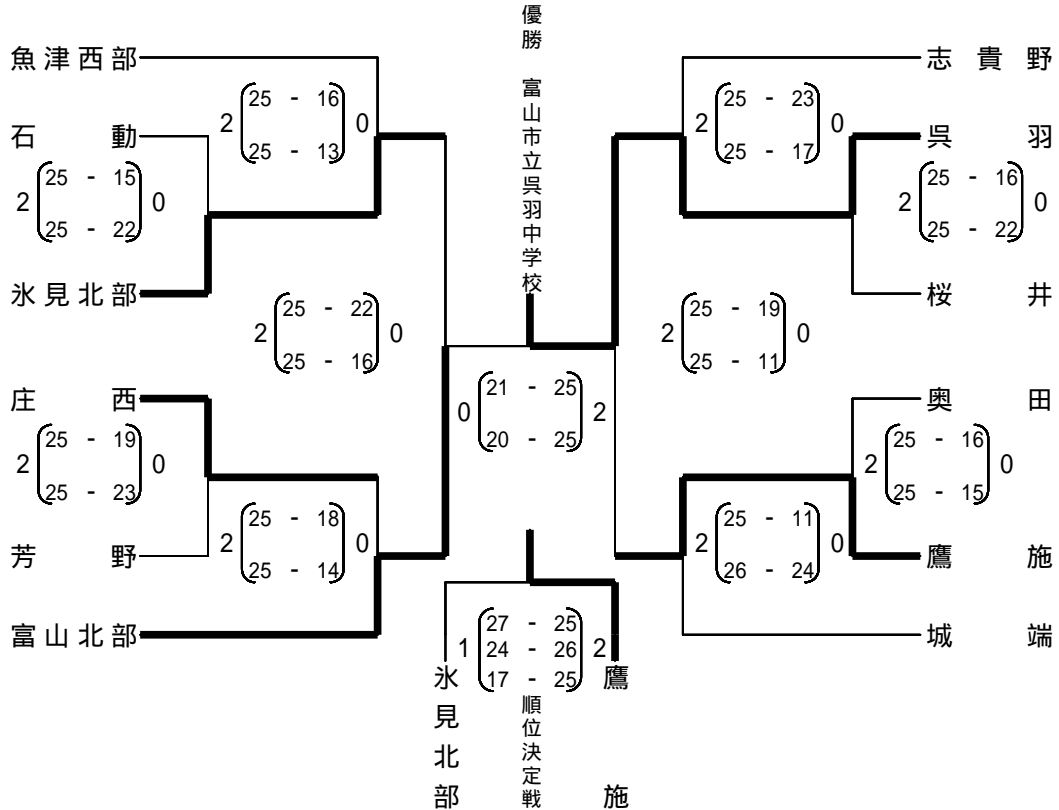 優勝 富山市立呉羽中学校
魚津西部
石動
氷見北部
庄西
芳野
富山北部
志貴野
呉羽
桜井
奥田
鷹施
城端
2 25 - 16 0
25 - 13
2 25 - 15 0
25 - 22
2 25 - 22 0
25 - 16
2 25 - 19 0
25 - 23
2 25 - 18 0
25 - 14
2 25 - 23 0
25 - 17
2 25 - 16 0
25 - 22
2 25 - 19 0
25 - 11
2 25 - 16 0
25 - 15
2 25 - 11 0
26 - 24
0 21 - 25 2
20 - 25
27 - 25
1 24 - 26 2
17 - 25
氷見北部
順位決定戦
鷹施